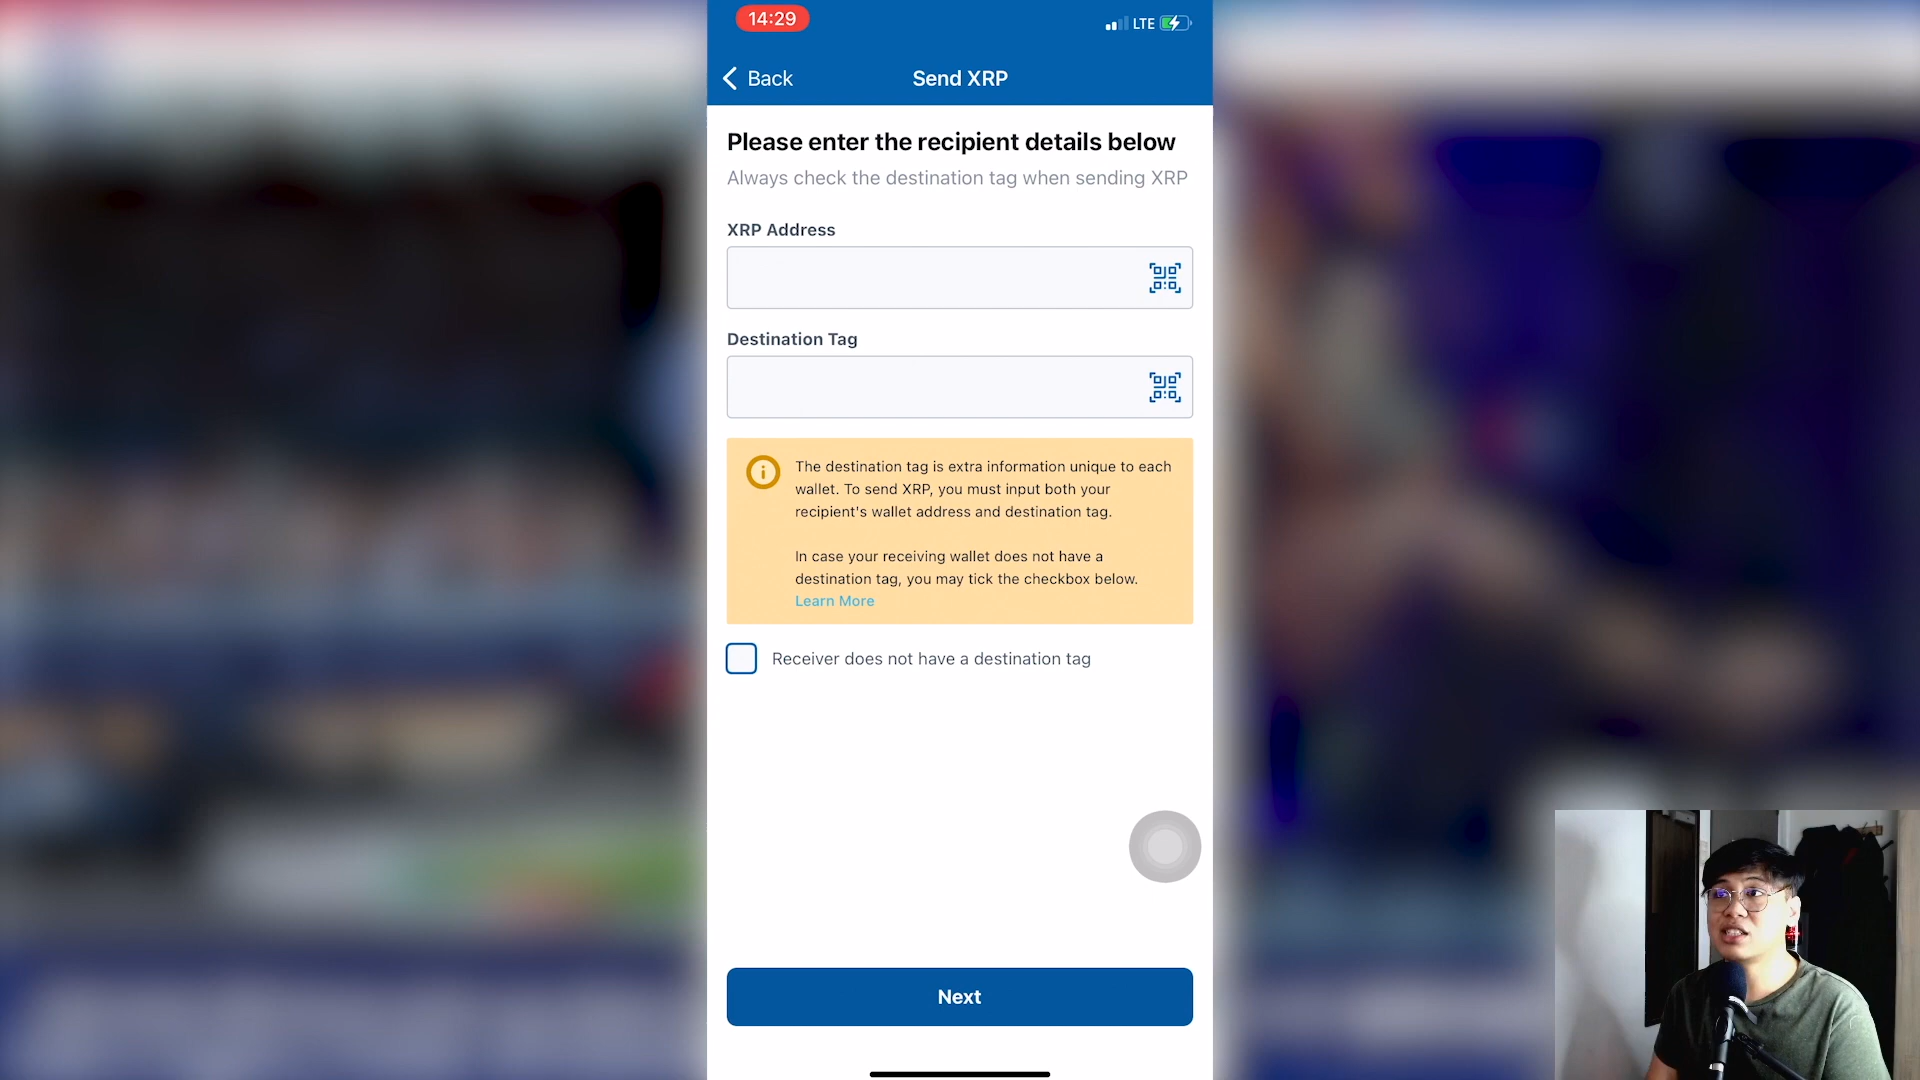 14:29
LTE
Back
Send XRP
Please enter the recipient details below
Always check the destination tag when sending XRP
XRP Address
Destination Tag
The destination tag is extra information unique to each
wallet. To send XRP, you must input both your
recipient's wallet address and destination tag.
In case your receiving wallet does not have a
destination tag, you may tick the checkbox below.
Learn More
Receiver does not have a destination tag
Next